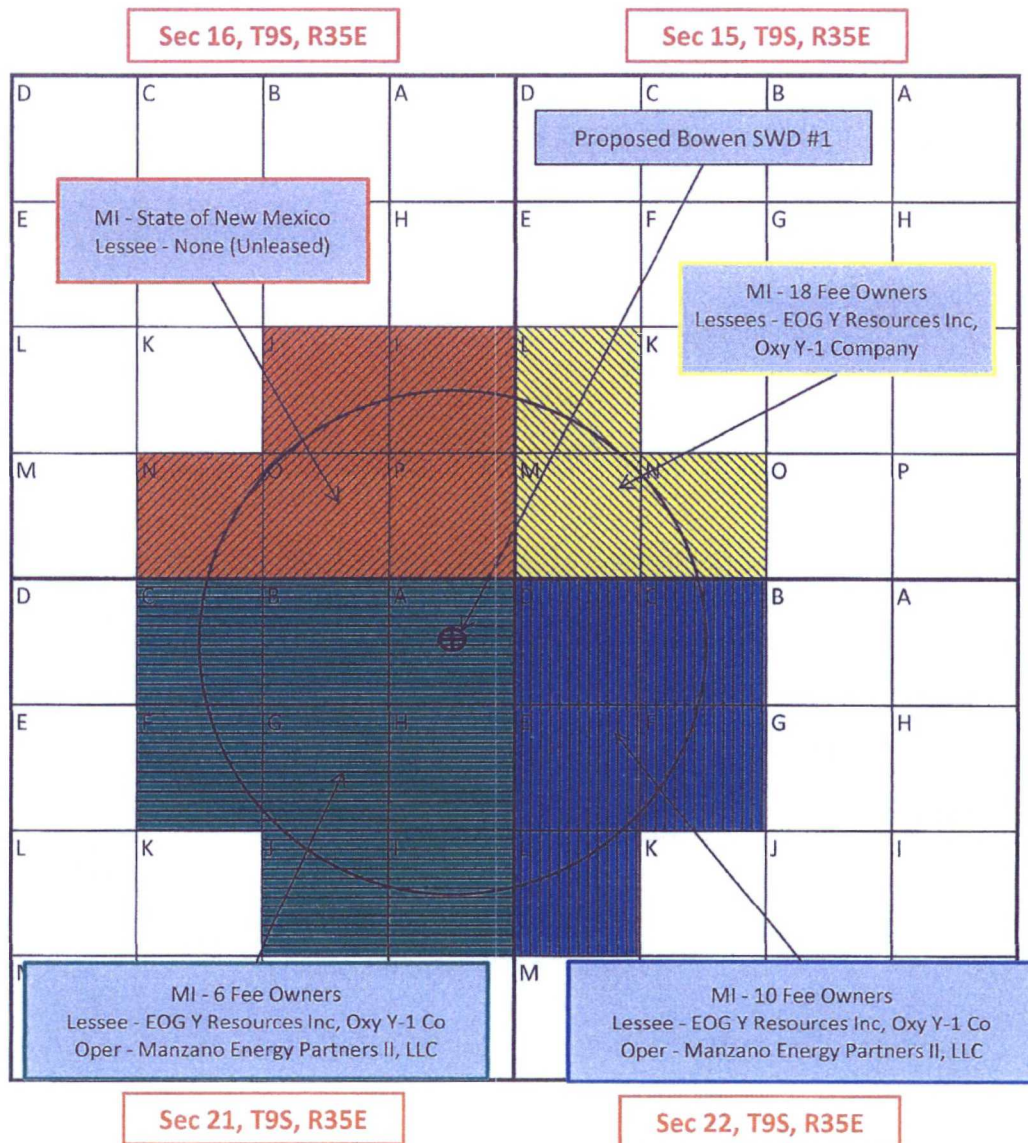 Sec 16, T9S, R35E
Sec 15, T9S, R35E
D C B A D C B A
Proposed Bowen SWD #1
E H E F G H
MI - State of New Mexico
Lessee - None (Unleased)
MI - 18 Fee Owners
Lessees - EOG Y Resources Inc,
Oxy Y-1 Company
L K J I L K
M N O P M N O P
D C B A D C B A
E F G H E F G H
L K J I L K J I
M
MI - 6 Fee Owners
Lessee - EOG Y Resources Inc, Oxy Y-1 Co
Oper - Manzano Energy Partners II, LLC
MI - 10 Fee Owners
Lessee - EOG Y Resources Inc, Oxy Y-1 Co
Oper - Manzano Energy Partners II, LLC
Sec 21, T9S, R35E
Sec 22, T9S, R35E